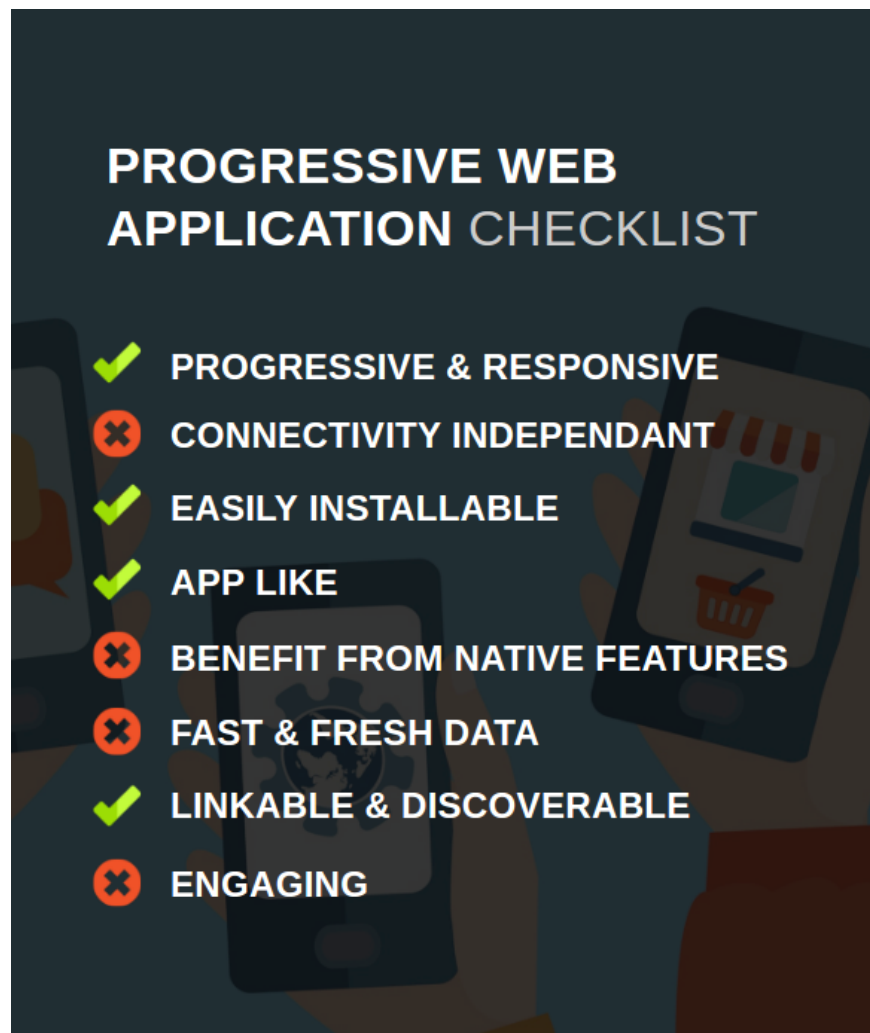 PROGRESSIVE WEB
APPLICATION CHECKLIST
PROGRESSIVE & RESPONSIVE
CONNECTIVITY INDEPENDANT
EASILY INSTALLABLE
APP LIKE
BENEFIT FROM NATIVE FEATURES
FAST & FRESH DATA
LINKABLE & DISCOVERABLE
ENGAGING